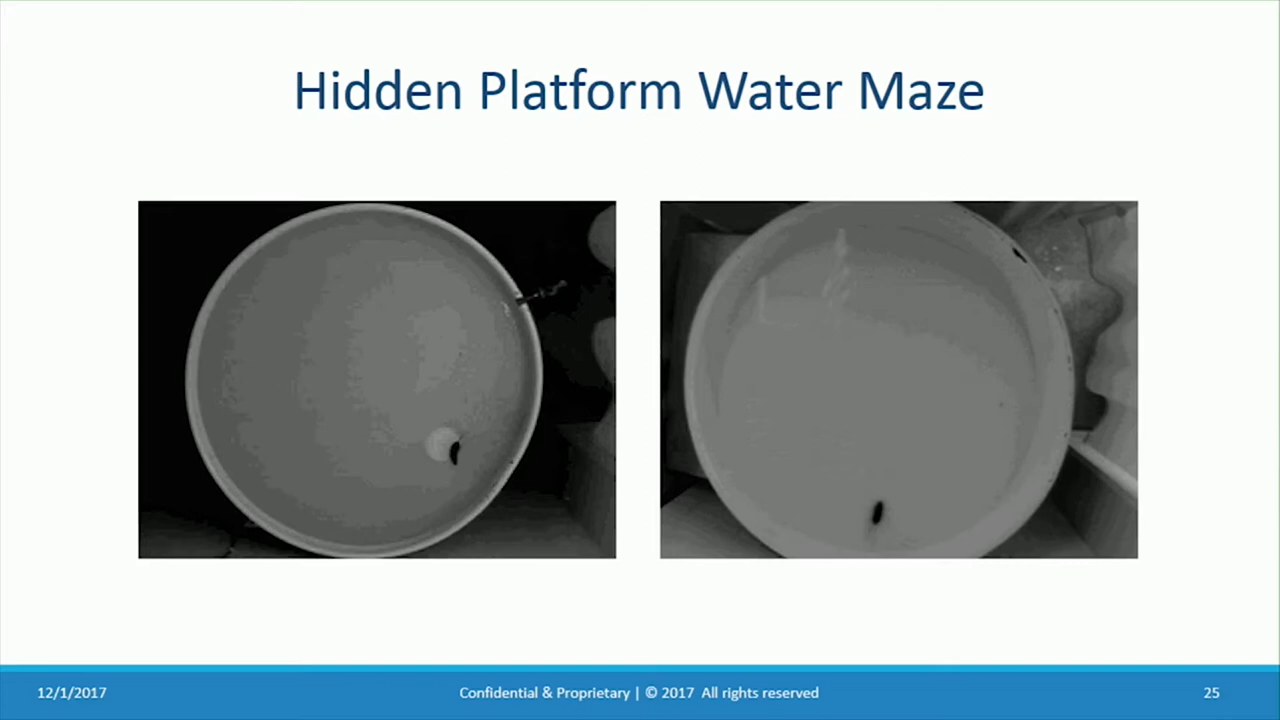 Hidden Platform Water Maze
12/1/2017
Confidential & Proprietary | © 2017 All rights reserved
25